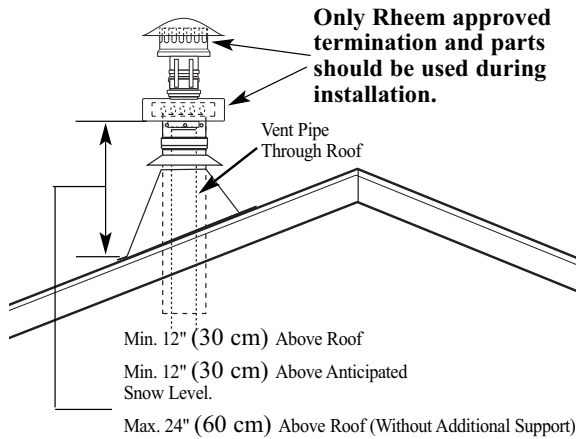 Only Rheem approved
termination and parts
should be used during
installation.
Vent Pipe
Through Roof
Min. 12" (30 cm) Above Roof
Min. 12" (30 cm) Above Anticipated
Snow Level.
Max. 24" (60 cm) Above Roof (Without Additional Support)